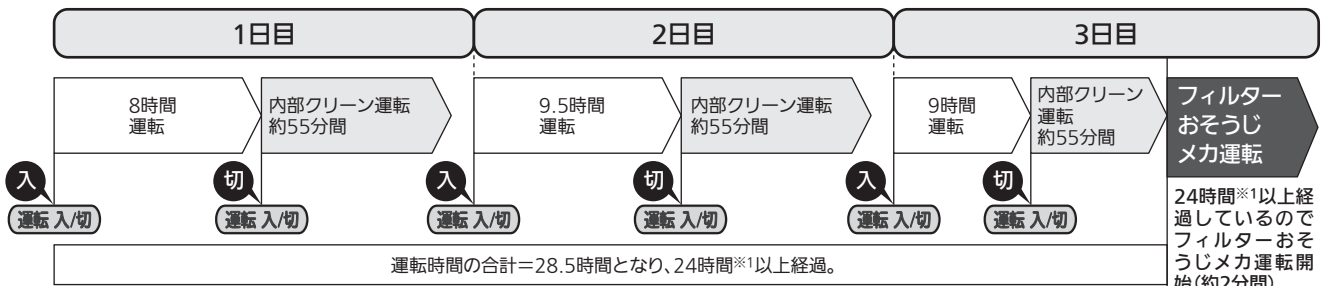 1日目
2日目
3日目
8時間
運転
内部クリーン運転
約55分間
9.5時間
運転
内部クリーン運転
約55分間
9時間
運転
内部クリーン
運転
約55分間
フィルター
おそうじ
メカ運転
入
切
入
切
入
切
運転 入/切
運転 入/切
運転 入/切
運転 入/切
運転 入/切
運転 入/切
24時間※1以上経
過しているので
フィルターおそ
うじメカ運転開
始(約2分間)
運転時間の合計＝28.5時間となり、24時間※1以上経過。